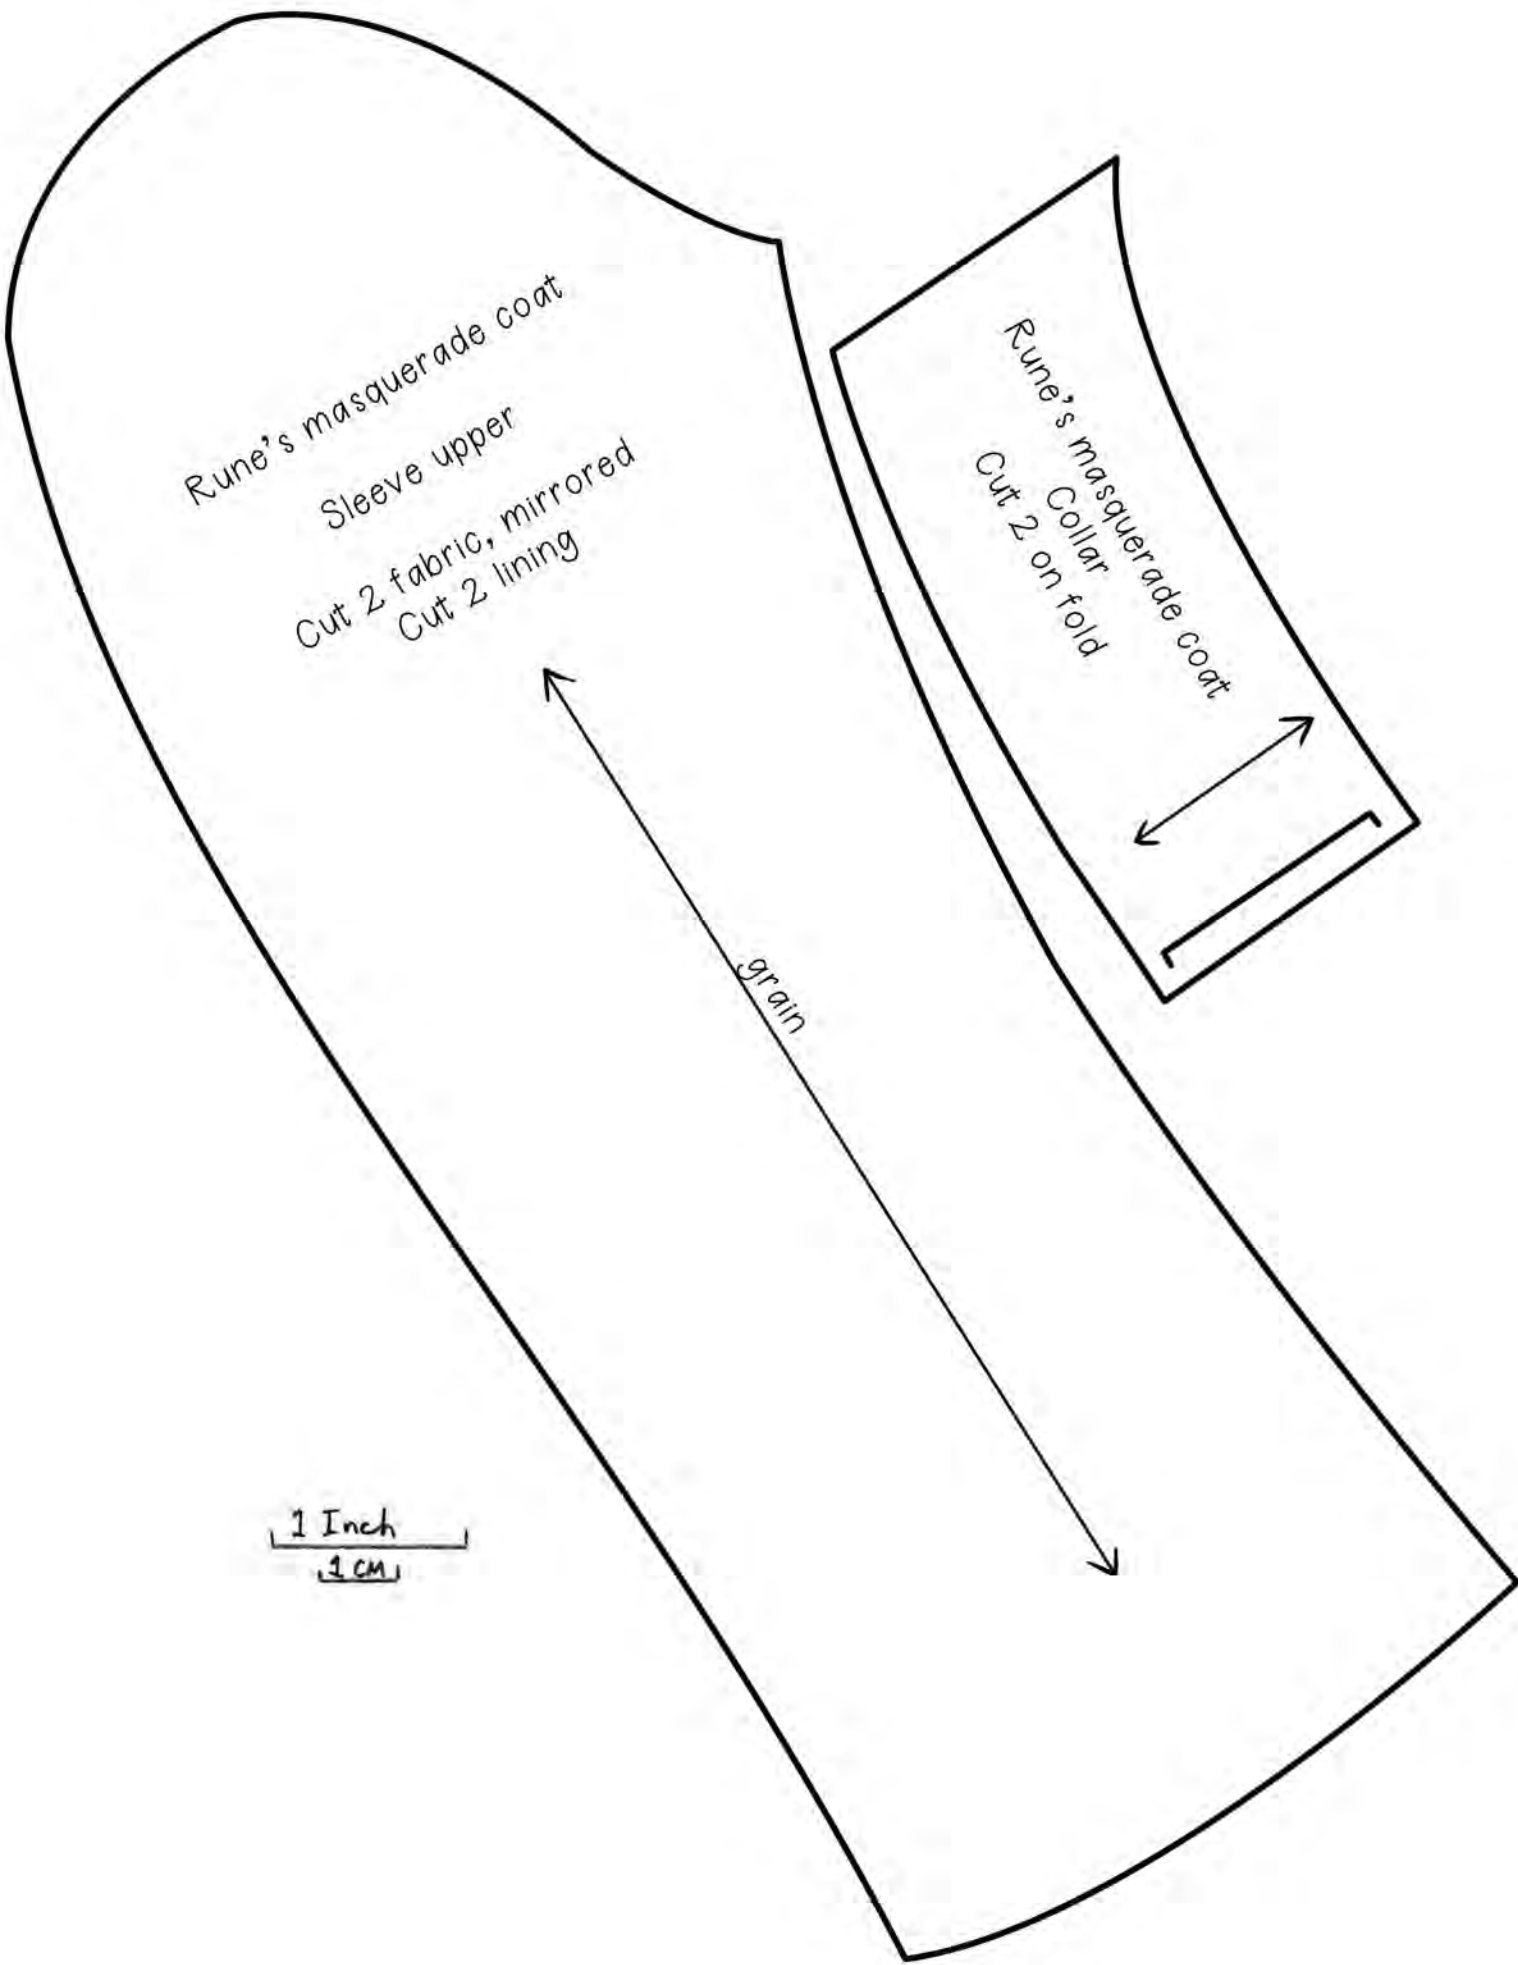 Rune's masquerade coat
Sleeve upper
Cut 2 fabric, mirrored
Cut 2 lining
grain
Rune's masquerade coat
Collar
Cut 2 on fold
1 Inch
1 CM